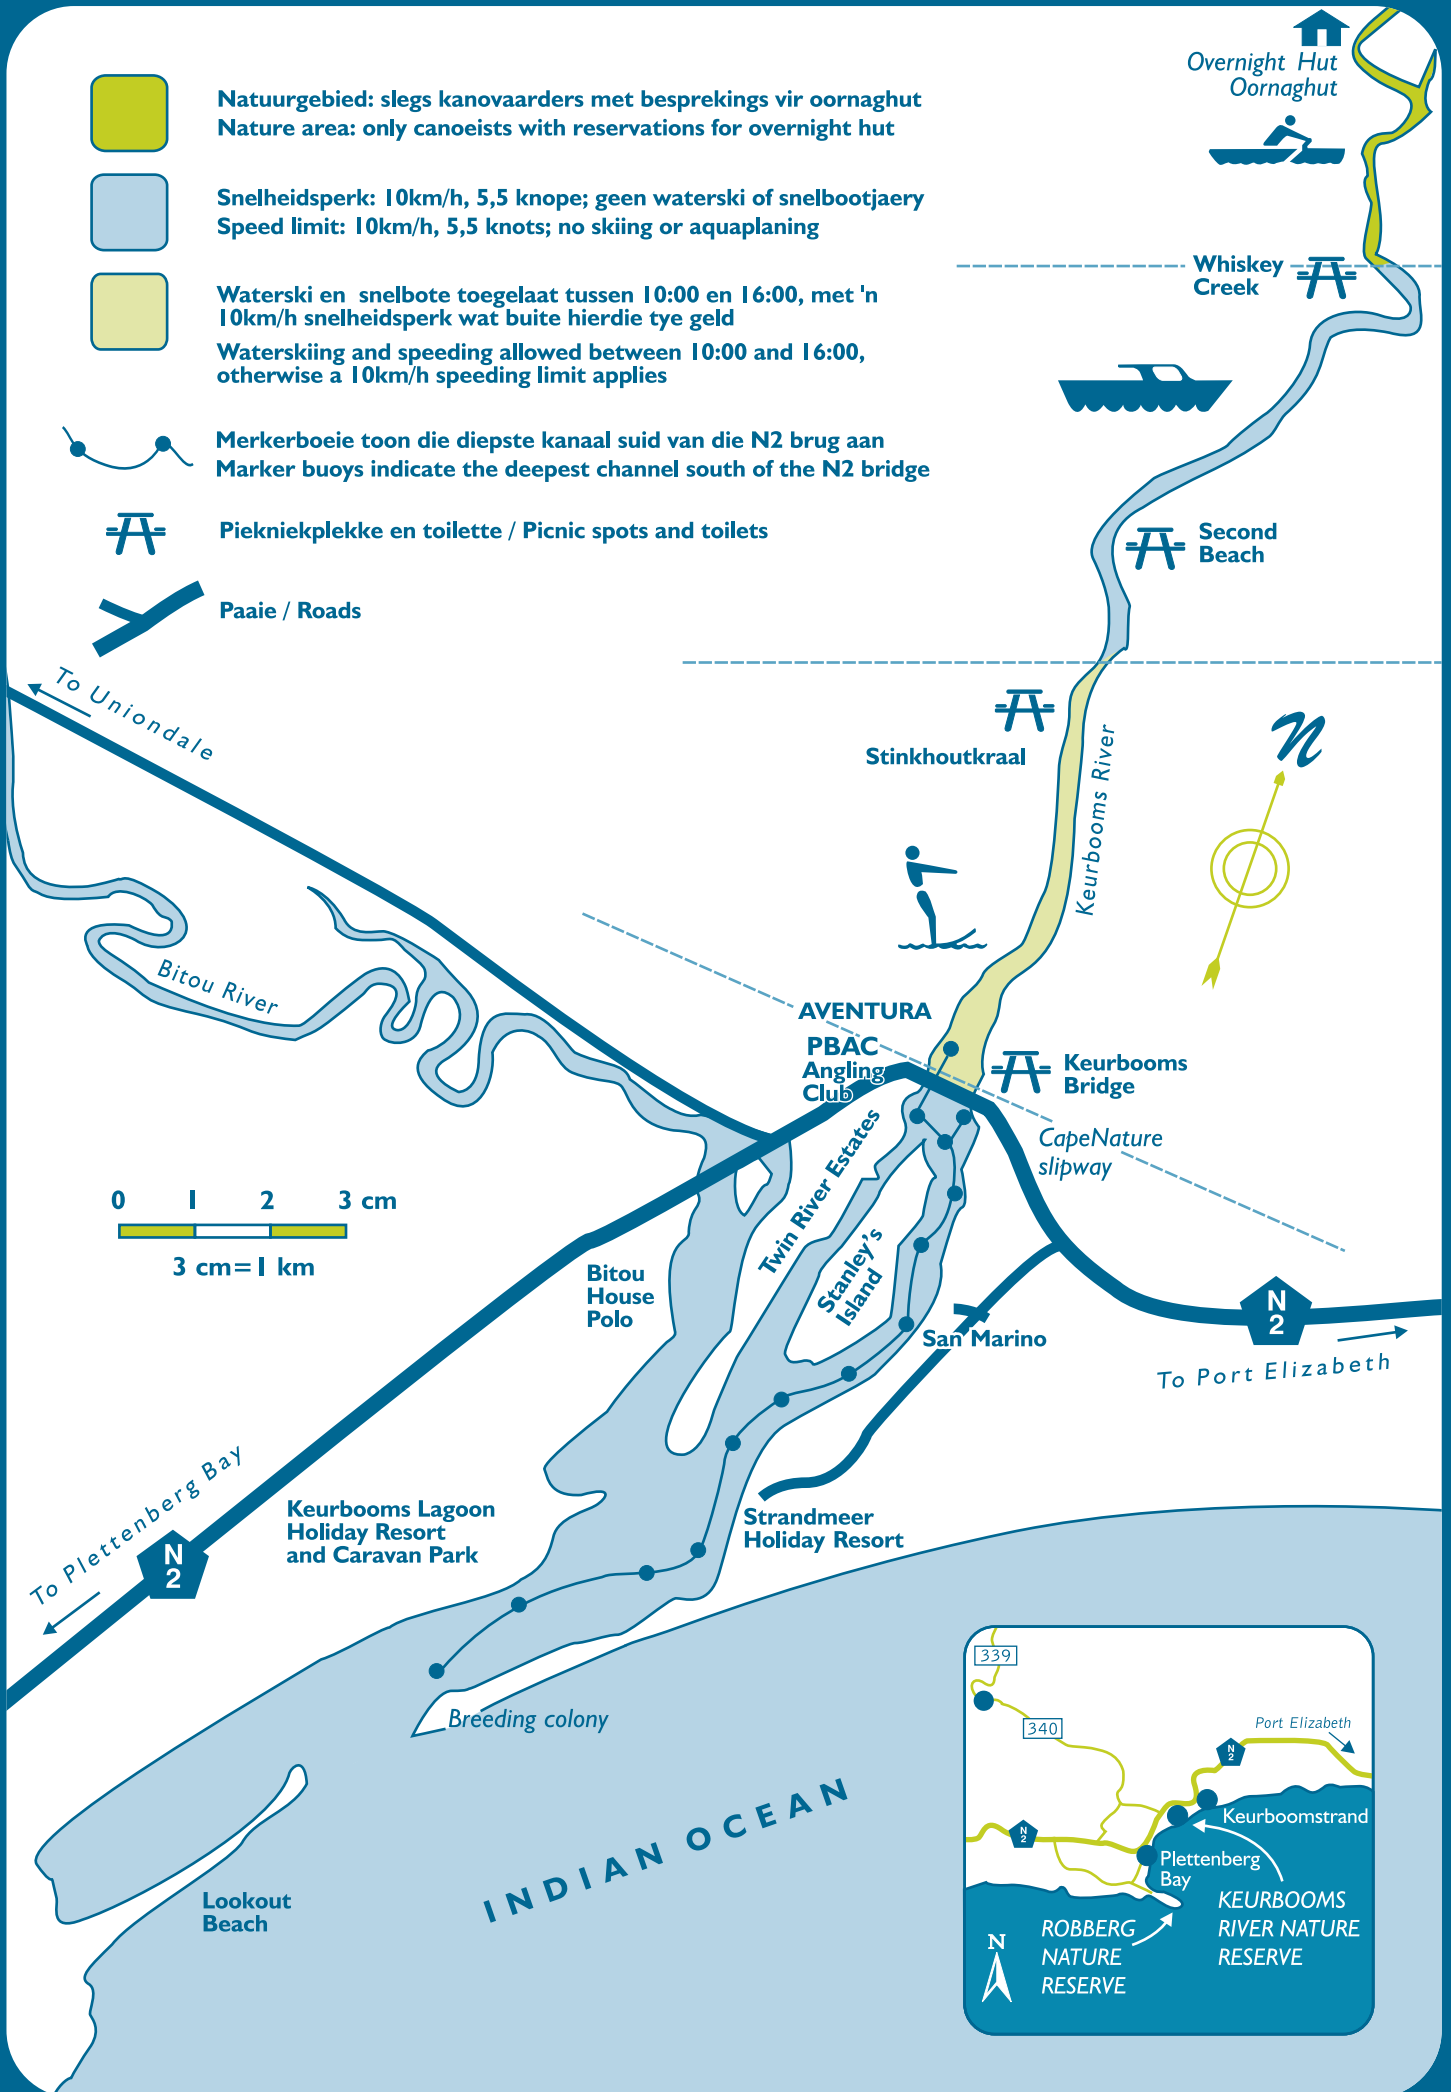 Overnight Hut
Oornaghut
Natuurgebied: slegs kanovaarders met besprekings vir oornaghut
Nature area: only canoeists with reservations for overnight hut
Snelheidsperk: 10km/h, 5,5 knope; geen waterski of snelbootjaery
Speed limit: 10km/h, 5,5 knots; no skiing or aquaplaning
Whiskey
Creek
Waterski en snelbote toegelaat tussen 10:00 en 16:00, met 'n
10km/h snelheidsperk wat buite hierdie tye geld
Waterskiing and speeding allowed between 10:00 and 16:00,
otherwise a 10km/h speeding limit applies
Merkerboeie toon die diepste kanaal suid van die N2 brug aan
Marker buoys indicate the deepest channel south of the N2 bridge
Piekniekplekke en toilette / Picnic spots and toilets
Second
Beach
Paaie / Roads
To Uniondale
Stinkhoutkraal
Keurbooms River
N
Bitou River
AVENTURA
PBAC
Angling
Club
Keurbooms
Bridge
CapeNature
slipway
Twin River Estates
Stanley's
Island
0 1 2 3 cm
3 cm=1 km
Bitou
House
Polo
San Marino
N
2
To Port Elizabeth
To Plettenberg Bay
N
2
Keurbooms Lagoon
Holiday Resort
and Caravan Park
Strandmeer
Holiday Resort
Breeding colony
INDIAN OCEAN
Lookout
Beach
339
340
Port Elizabeth
N
2
N
2
Keurboomstrand
Plettenberg
Bay
KEURBOOMS
RIVER NATURE
RESERVE
ROBBERG
NATURE
RESERVE
N